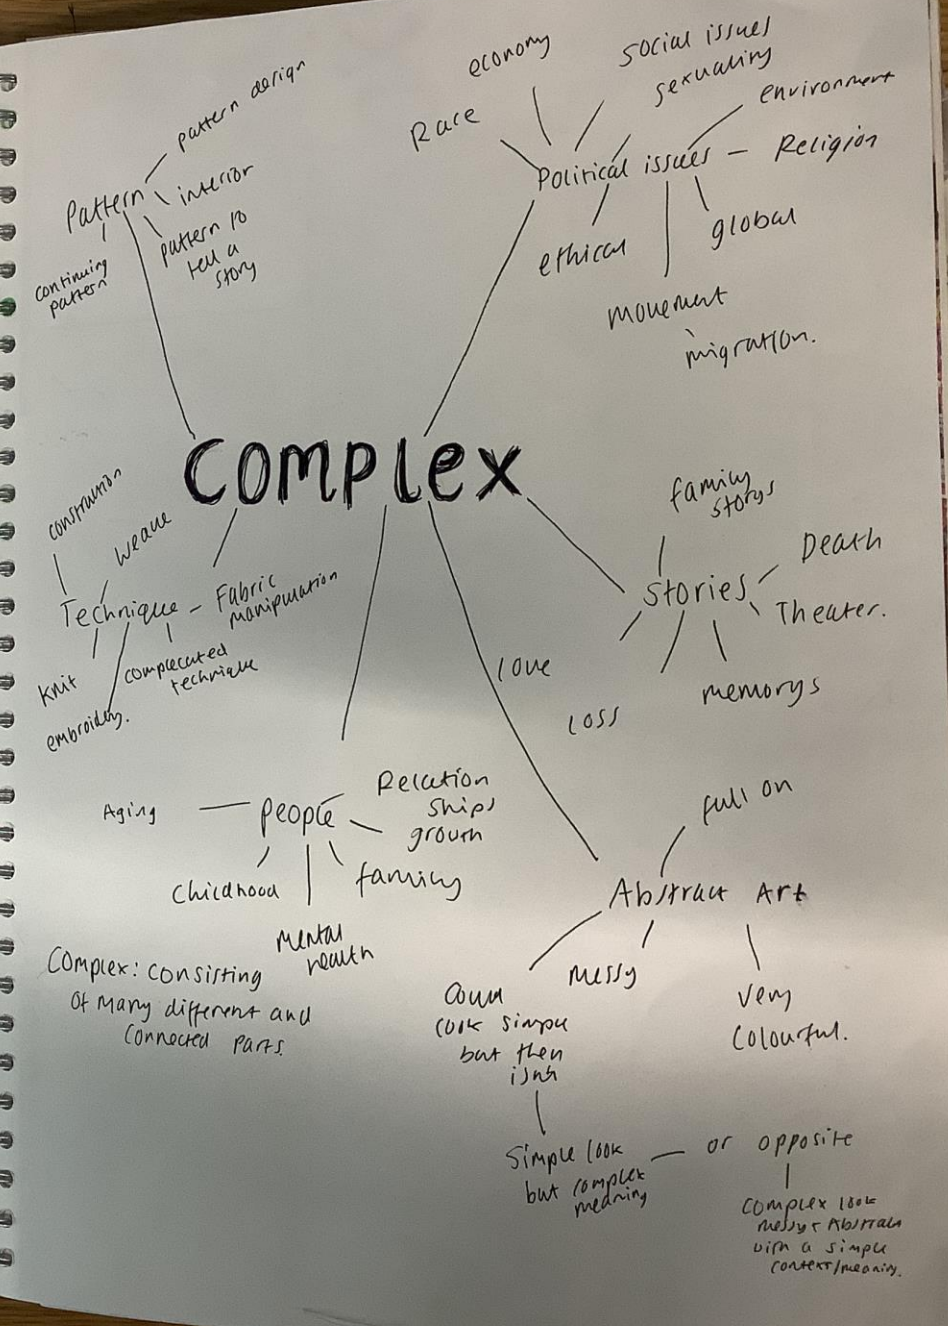 Pattern
pattern design
interior
pattern to
tell a
story
continuing
pattern
Political issues
Race
economy
social issues
sexuality
environment
Religion
global
movement
migration.
ethical
COMPLEX
Technique
construction
weave
Fabric
manipulation
complecated
technique
embroidery.
knit
Stories
family
storys
Death
Theater.
memorys
loss
love
people
Aging
Relation
ships
growth
family
mental
health
Childhood
Complex: consisting
of many different and
connected parts.
Abstract Art
full on
very
colourful.
messy
could
look simple
but then
isnt
Simple look
but complex
meaning
or opposite
complex look
messy + Abstract
with a simple
context/meaning.